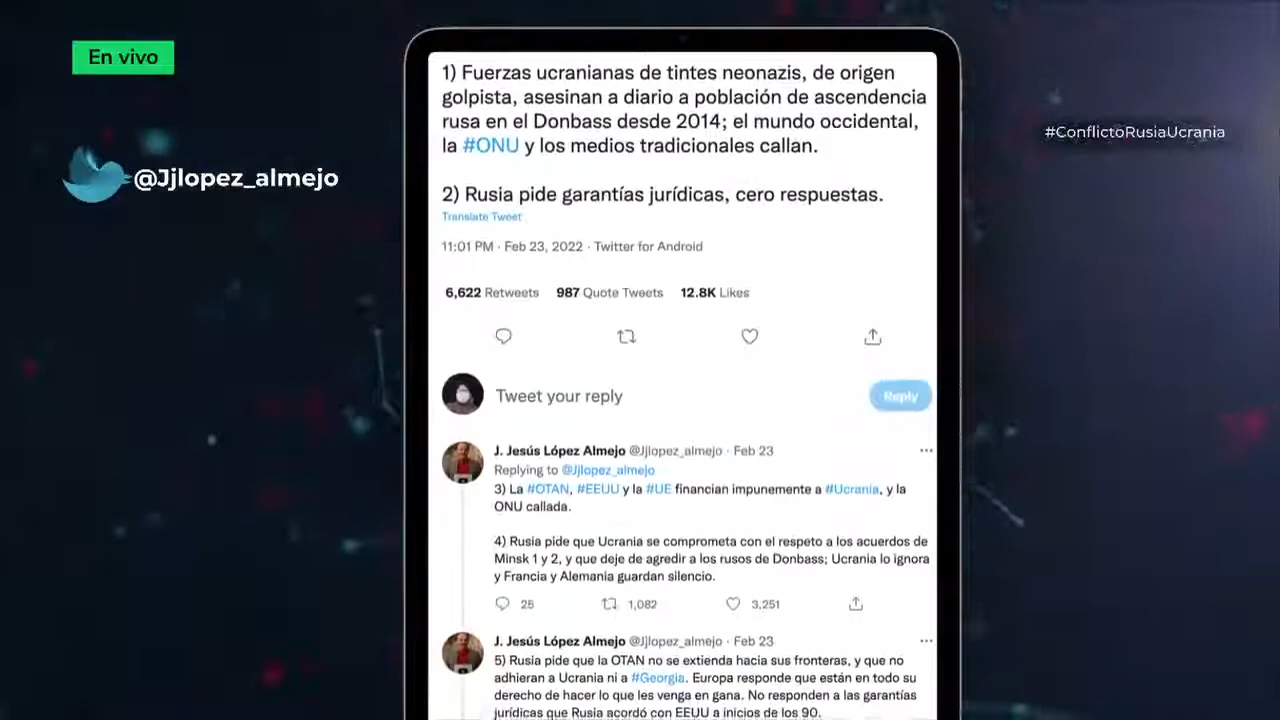 En vivo
@Jjlopez_almejo
#ConflictoRusiaUcrania
1) Fuerzas ucranianas de tintes neonazis, de origen
golpista, asesinan a diario a población de ascendencia
rusa en el Donbass desde 2014; el mundo occidental,
la #ONU y los medios tradicionales callan.
2) Rusia pide garantías jurídicas, cero respuestas.
Translate Tweet
11:01 PM · Feb 23, 2022 · Twitter for Android
6,622 Retweets 987 Quote Tweets 12.8K Likes
Tweet your reply
Reply
J. Jesús López Almejo @Jjlopez_almejo · Feb 23
Replying to @Jjlopez_almejo
3) La #OTAN, #EEUU y la #UE financian impunemente a #Ucrania, y la
ONU callada.
4) Rusia pide que Ucrania se comprometa con el respeto a los acuerdos de
Minsk 1 y 2, y que deje de agredir a los rusos de Donbass; Ucrania lo ignora
y Francia y Alemania guardan silencio.
25 1,082 3,251
J. Jesús López Almejo @Jjlopez_almejo · Feb 23
5) Rusia pide que la OTAN no se extienda hacia sus fronteras, y que no
adhieran a Ucrania ni a #Georgia. Europa responde que están en todo su
derecho de hacer lo que les venga en gana. No responden a las garantías
jurídicas que Rusia acordó con EEUU a inicios de los 90.